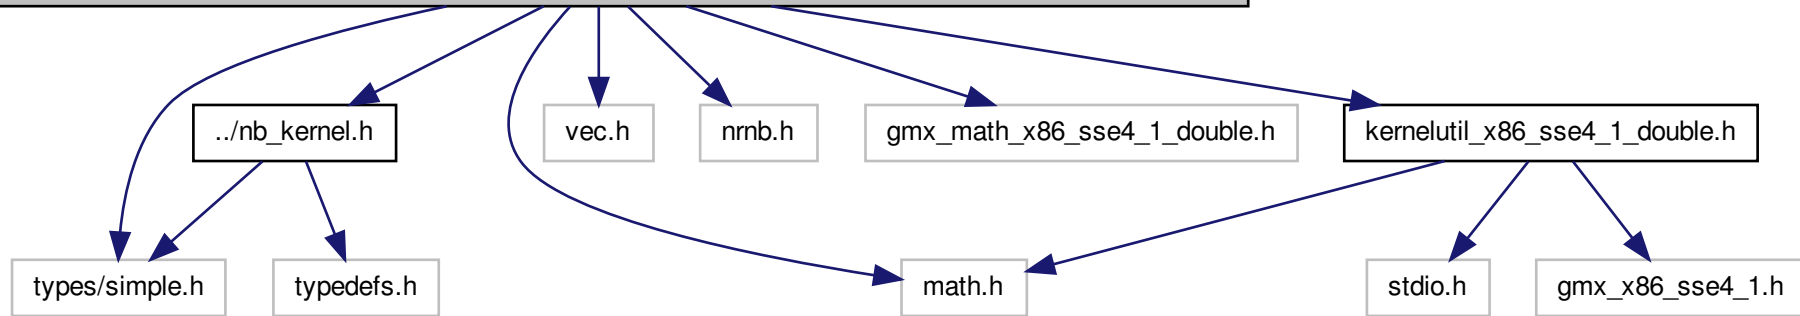 ../nb_kernel.h
vec.h
nrnb.h
gmx_math_x86_sse4_1_double.h
kernelutil_x86_sse4_1_double.h
types/simple.h
typedefs.h
math.h
stdio.h
gmx_x86_sse4_1.h